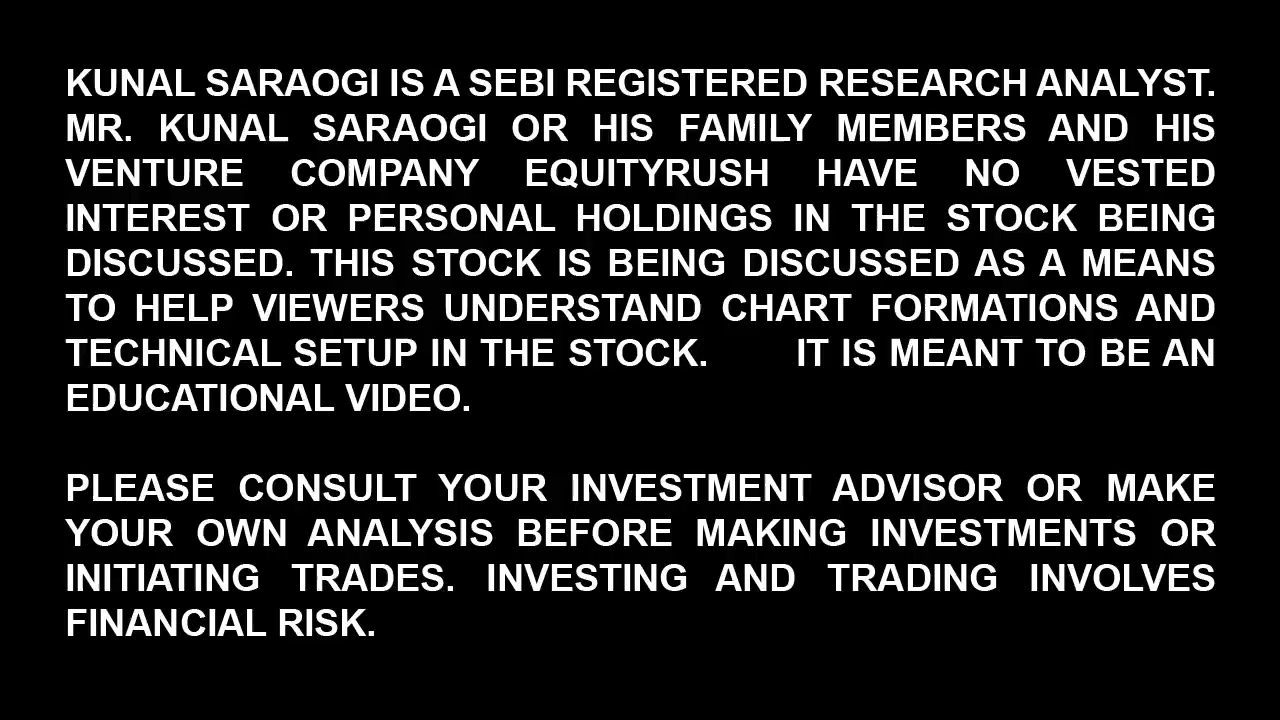 KUNAL SARAOGI IS A SEBI REGISTERED RESEARCH ANALYST.
MR. KUNAL SARAOGI OR HIS FAMILY MEMBERS AND HIS
VENTURE COMPANY EQUITYRUSH HAVE NO VESTED
INTEREST OR PERSONAL HOLDINGS IN THE STOCK BEING
DISCUSSED. THIS STOCK IS BEING DISCUSSED AS A MEANS
TO HELP VIEWERS UNDERSTAND CHART FORMATIONS AND
TECHNICAL SETUP IN THE STOCK. IT IS MEANT TO BE AN
EDUCATIONAL VIDEO.
PLEASE CONSULT YOUR INVESTMENT ADVISOR OR MAKE
YOUR OWN ANALYSIS BEFORE MAKING INVESTMENTS OR
INITIATING TRADES. INVESTING AND TRADING INVOLVES
FINANCIAL RISK.